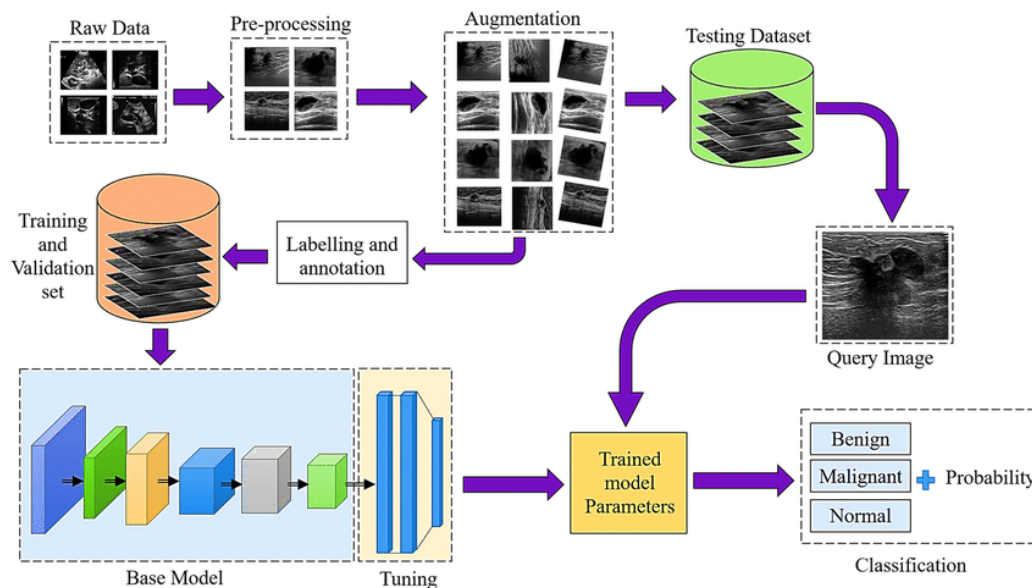 Raw Data
Pre-processing
Augmentation
Testing Dataset
Training
and
Validation
set
Labelling and
annotation
Query Image
Base Model
Tuning
Trained
model
Parameters
Benign
Malignant
Normal
Probability
Classification